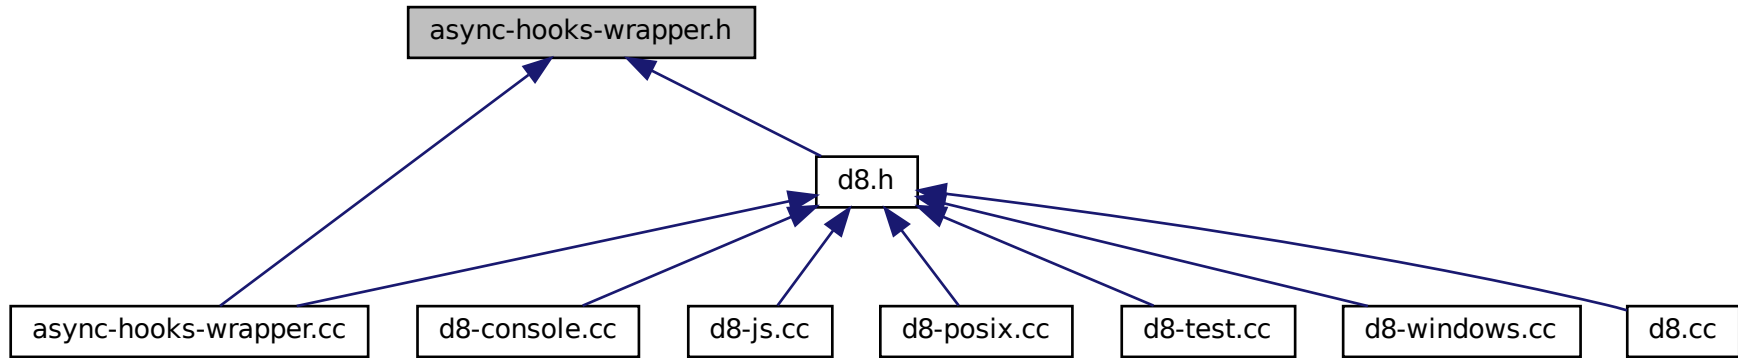 async-hooks-wrapper.h
d8.h
async-hooks-wrapper.cc
d8-console.cc
d8-js.cc
d8-posix.cc
d8-test.cc
d8-windows.cc
d8.cc